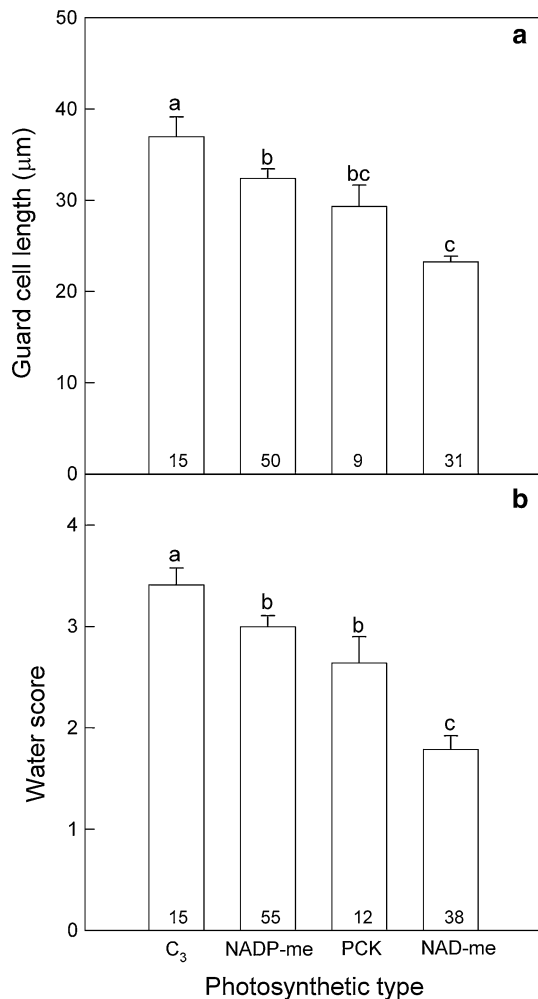 a
50
40
30
20
10
0
Guard cell length (μm)
a
b
bc
c
15 50 9 31
b
4
3
2
1
0
Water score
a
b
b
c
15 55 12 38
C₃ NADP-me PCK NAD-me
Photosynthetic type